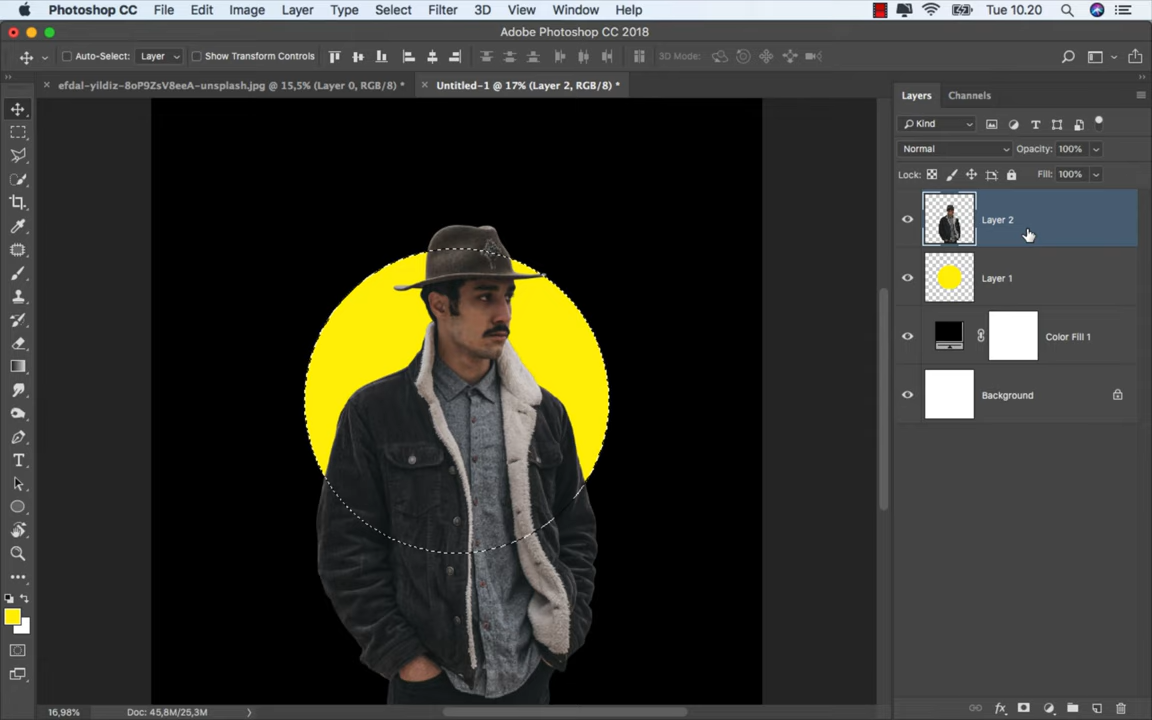 Photoshop CC File Edit Image Layer Type Select Filter 3D View Window Help Tue 10.20
Adobe Photoshop CC 2018
Auto-Select: Layer Show Transform Controls 3D Mode:
× efdal-yildiz-8oP9ZsV8eeA-unsplash.jpg @ 15,5% (Layer 0, RGB/8) * × Untitled-1 @ 17% (Layer 2, RGB/8) *
Layers Channels
Kind
Normal Opacity: 100%
Lock: Fill: 100%
Layer 2
Layer 1
Color Fill 1
Background
16,98% Doc: 45,8M/25,3M